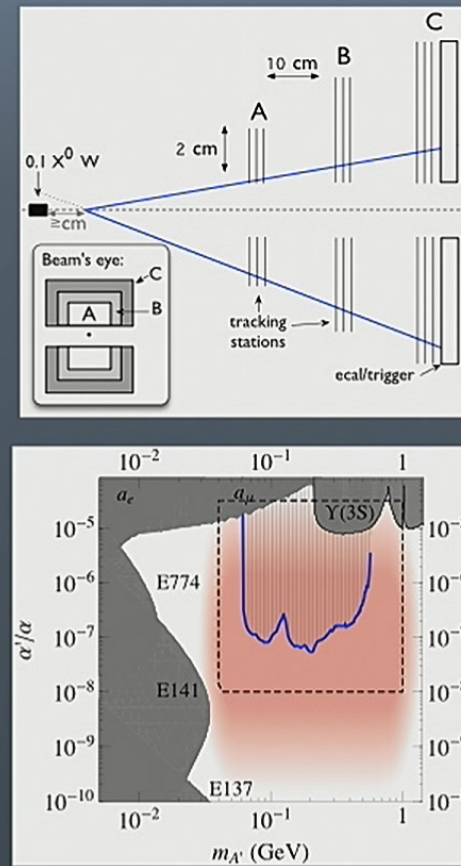 C
B
10 cm
A
2 cm
0.1 X⁰ W
≥cm
Beam's eye:
C
A
B
tracking
stations
ecal/trigger
10⁻² 10⁻¹ 1
aₑ aμ ϒ(3S)
10⁻⁵
E774
10⁻⁶
10⁻⁷
α'/α
E141
10⁻⁸
10⁻⁹
E137
10⁻¹⁰
10⁻² 10⁻¹ 1
m_A' (GeV)